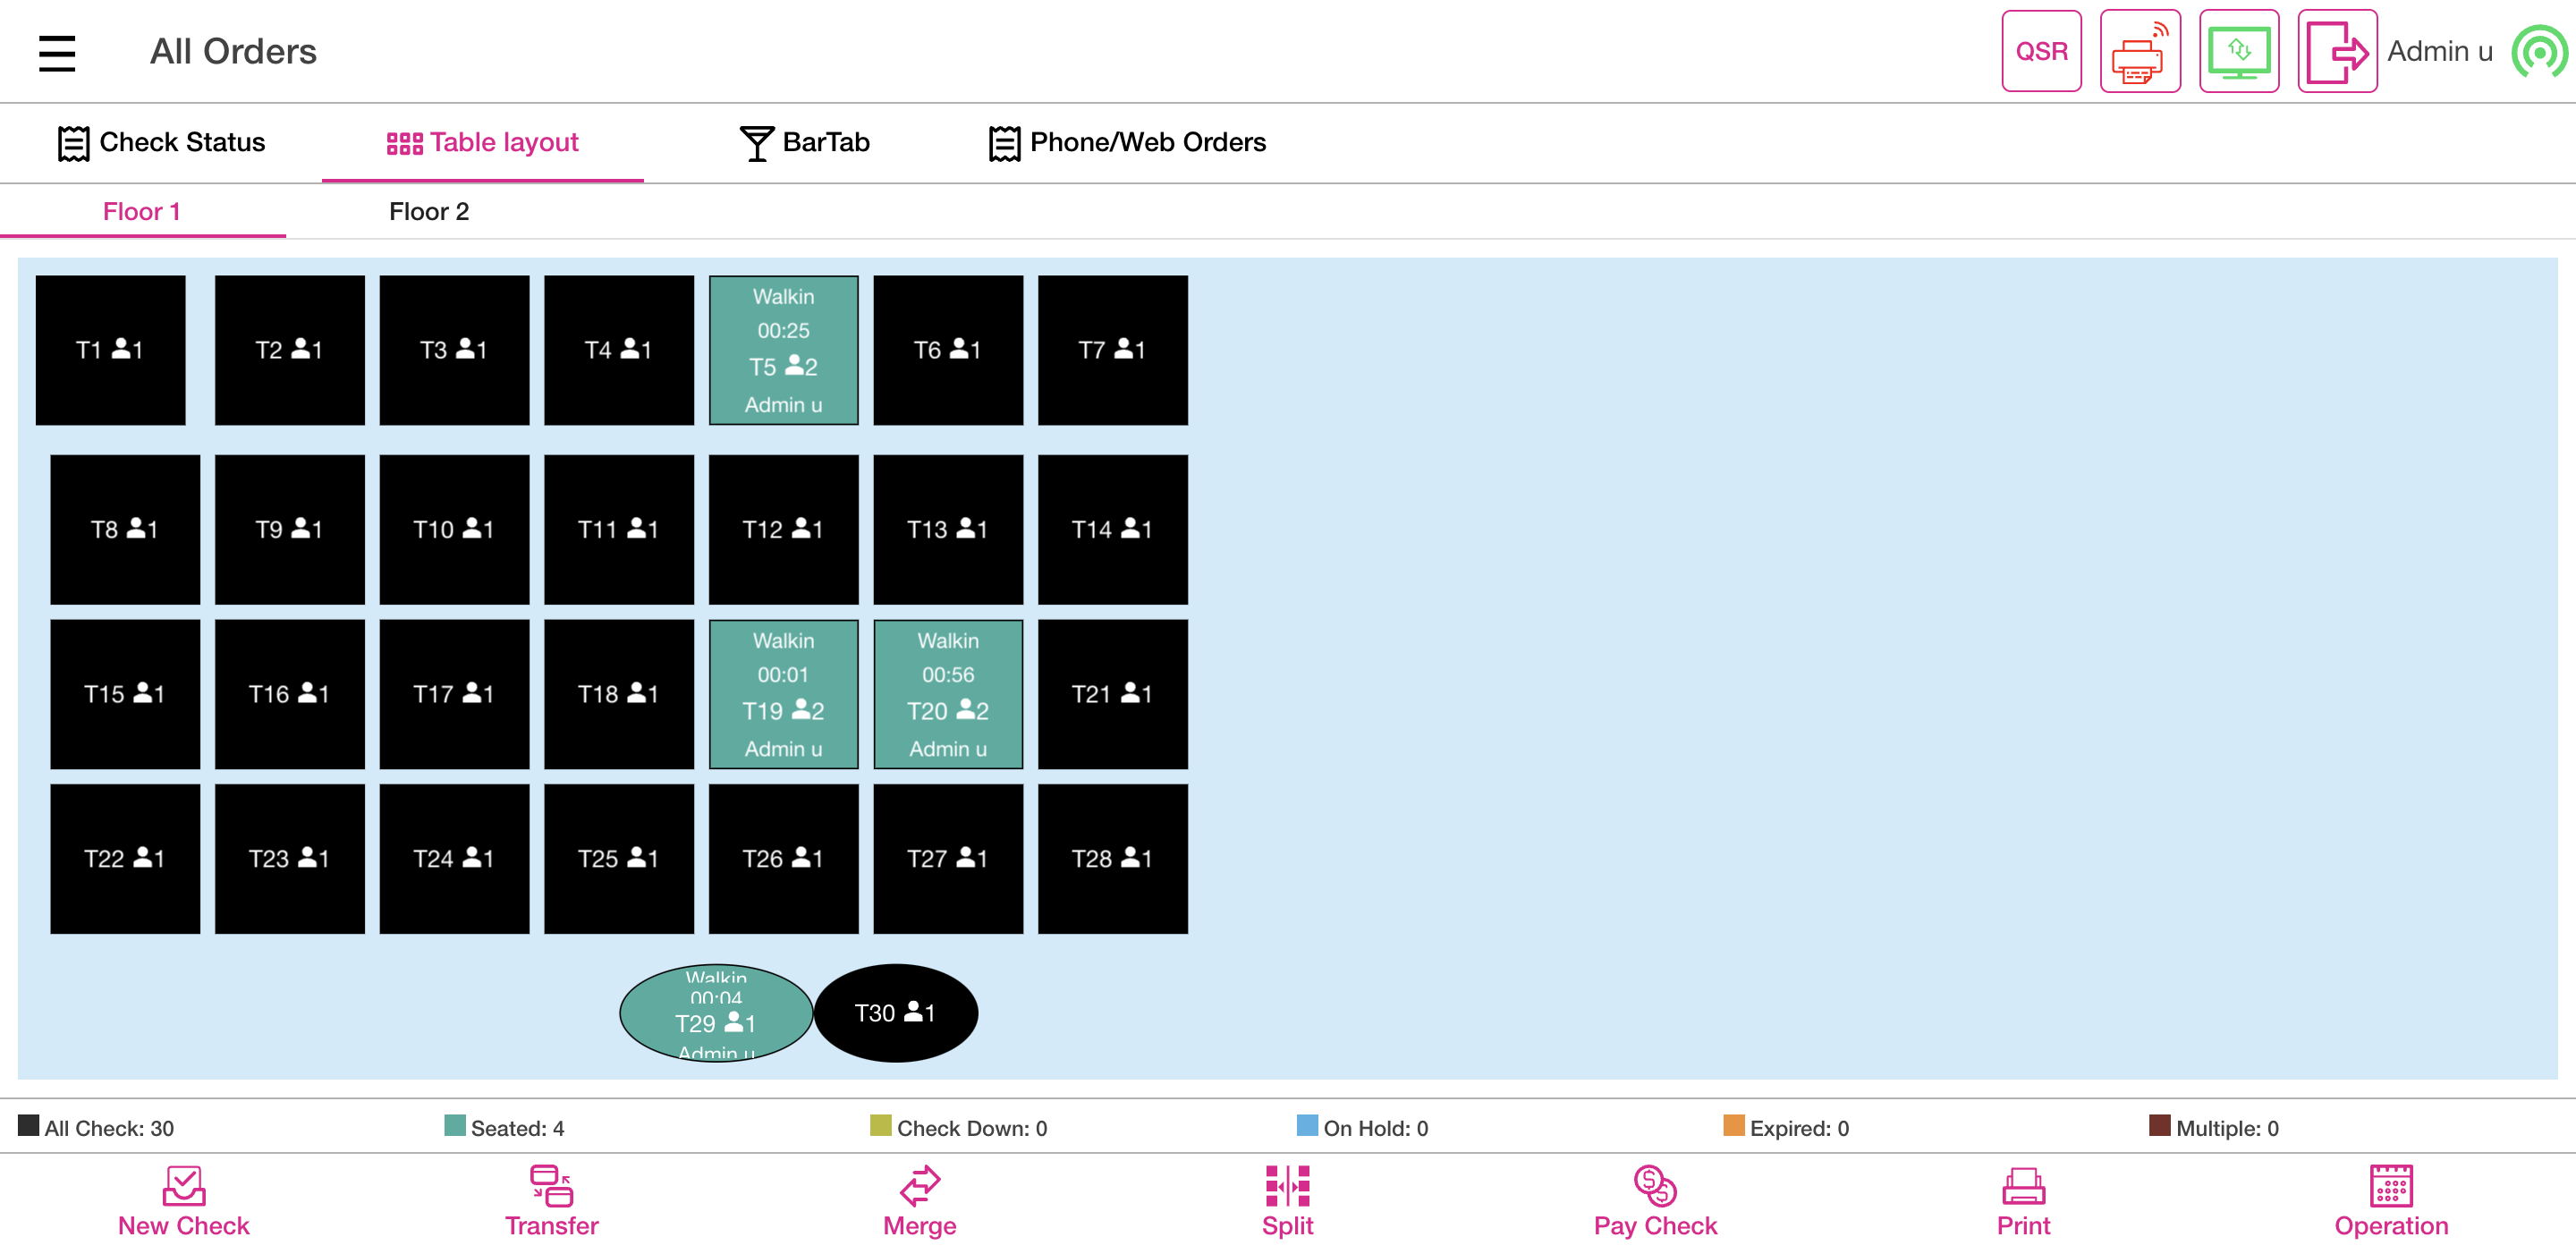 All Orders
QSR
Admin u
Check Status
Table layout
BarTab
Phone/Web Orders
Floor 1
Floor 2
T1 1
T2 1
T3 1
T4 1
Walkin
00:25
T5 2
Admin u
T6 1
T7 1
T8 1
T9 1
T10 1
T11 1
T12 1
T13 1
T14 1
T15 1
T16 1
T17 1
T18 1
Walkin
00:01
T19 2
Admin u
Walkin
00:56
T20 2
Admin u
T21 1
T22 1
T23 1
T24 1
T25 1
T26 1
T27 1
T28 1
Walkin
00:04
T29 1
Admin u
T30 1
All Check: 30
Seated: 4
Check Down: 0
On Hold: 0
Expired: 0
Multiple: 0
New Check
Transfer
Merge
Split
Pay Check
Print
Operation